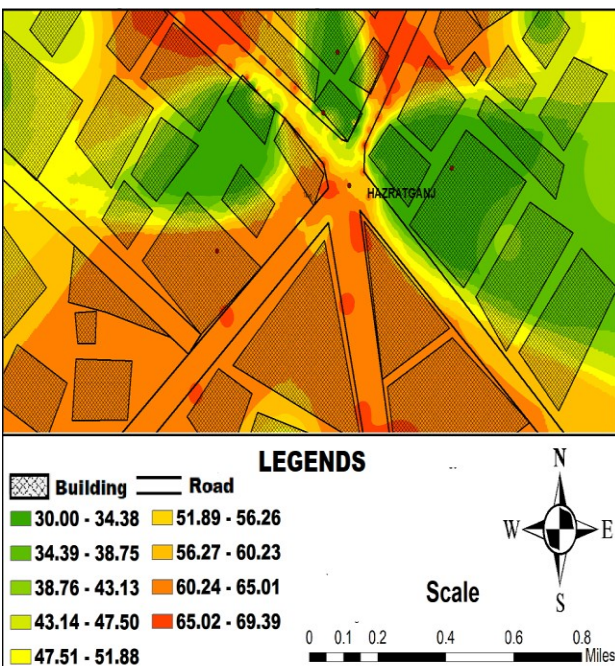 HAZRATGANJ
LEGENDS
Building Road
30.00 - 34.38 51.89 - 56.26
34.39 - 38.75 56.27 - 60.23
38.76 - 43.13 60.24 - 65.01
43.14 - 47.50 65.02 - 69.39
47.51 - 51.88
N
W E
S
Scale
0 0.1 0.2 0.4 0.6 0.8
Miles